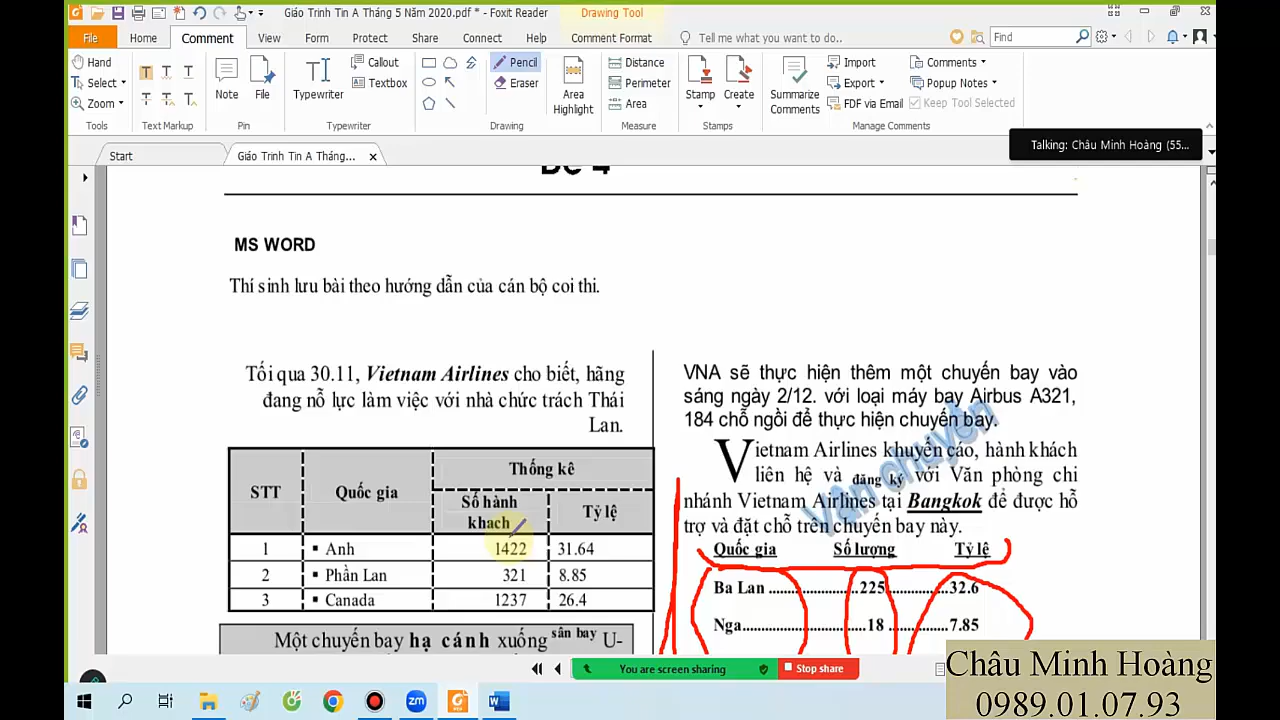 Giáo Trình Tin A Tháng 5 Năm 2020.pdf * - Foxit Reader
Drawing Tool
File
Home
Comment
View
Form
Protect
Share
Connect
Help
Comment Format
Tell me what you want to do..
Find
Hand
Select
Zoom
Tools
Text Markup
Note
File
Pin
Typewriter
Callout
Textbox
Typewriter
Pencil
Eraser
Drawing
Area
Highlight
Distance
Perimeter
Area
Measure
Stamp
Create
Stamps
Summarize
Comments
Import
Export
FDF via Email
Comments
Popup Notes
Keep Tool Selected
Manage Comments
Start
Giáo Trình Tin A Tháng...
Talking: Châu Minh Hoàng (55...
Đề 4
MS WORD
Thí sinh lưu bài theo hướng dẫn của cán bộ coi thi.
Tối qua 30.11, Vietnam Airlines cho biết, hãng
đang nỗ lực làm việc với nhà chức trách Thái
Lan.
STT
Quốc gia
Thống kê
Số hành
khach
Tỷ lệ
1 ▪ Anh 1422 31.64
2 ▪ Phần Lan 321 8.85
3 ▪ Canada 1237 26.4
Một chuyến bay hạ cánh xuống sân bay U-
VNA sẽ thực hiện thêm một chuyến bay vào
sáng ngày 2/12. với loại máy bay Airbus A321,
184 chỗ ngồi để thực hiện chuyến bay.
Vietnam Airlines khuyến cáo, hành khách
liên hệ và đăng ký với Văn phòng chi
nhánh Vietnam Airlines tại Bangkok để được hỗ
trợ và đặt chỗ trên chuyến bay này.
Vận chuyển
Quốc gia Số lượng Tỷ lệ
Ba Lan ........................225................32.6
Nga.................................18 ................7.85
You are screen sharing
Stop share
Châu Minh Hoàng
0989.01.07.93